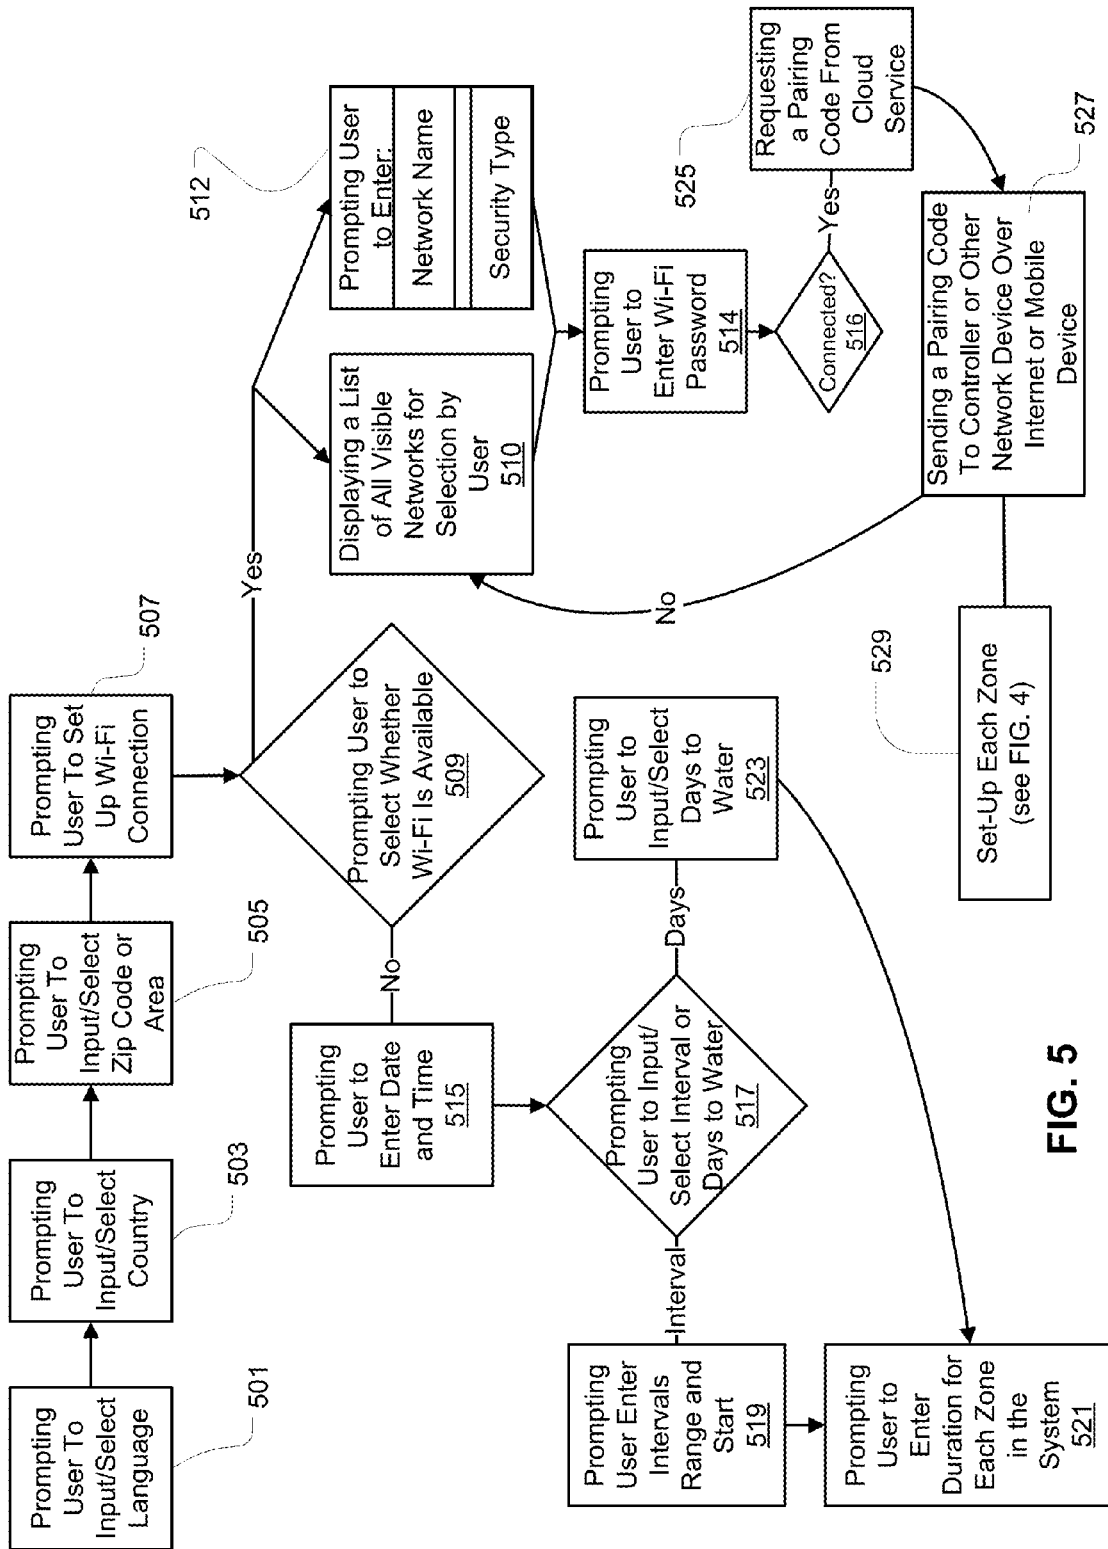 Prompting
User To
Input/Select
Language
501
Prompting
User To
Input/Select
Country
503
Prompting
User To
Input/Select
Zip Code or
Area
505
Prompting
User To Set
Up Wi-Fi
Connection
507
Prompting User to
Select Whether
Wi-Fi Is Available
509
Yes
No
Displaying a List
of All Visible
Networks for
Selection by
User
510
Prompting User
to Enter:
Network Name
Security Type
512
Prompting
User to
Enter Wi-Fi
Password
514
Connected?
516
Yes
Requesting
a Pairing
Code From
Cloud
Service
525
Sending a Pairing Code
To Controller or Other
Network Device Over
Internet or Mobile
Device
527
No
Set-Up Each Zone
(see FIG. 4)
529
Prompting
User to
Enter Date
and Time
515
Prompting
User to Input/
Select Interval or
Days to Water
517
Interval
Days
Prompting
User Enter
Intervals
Range and
Start
519
Prompting
User to
Input/Select
Days to
Water
523
Prompting
User to
Enter
Duration for
Each Zone
in the
System
521
FIG. 5